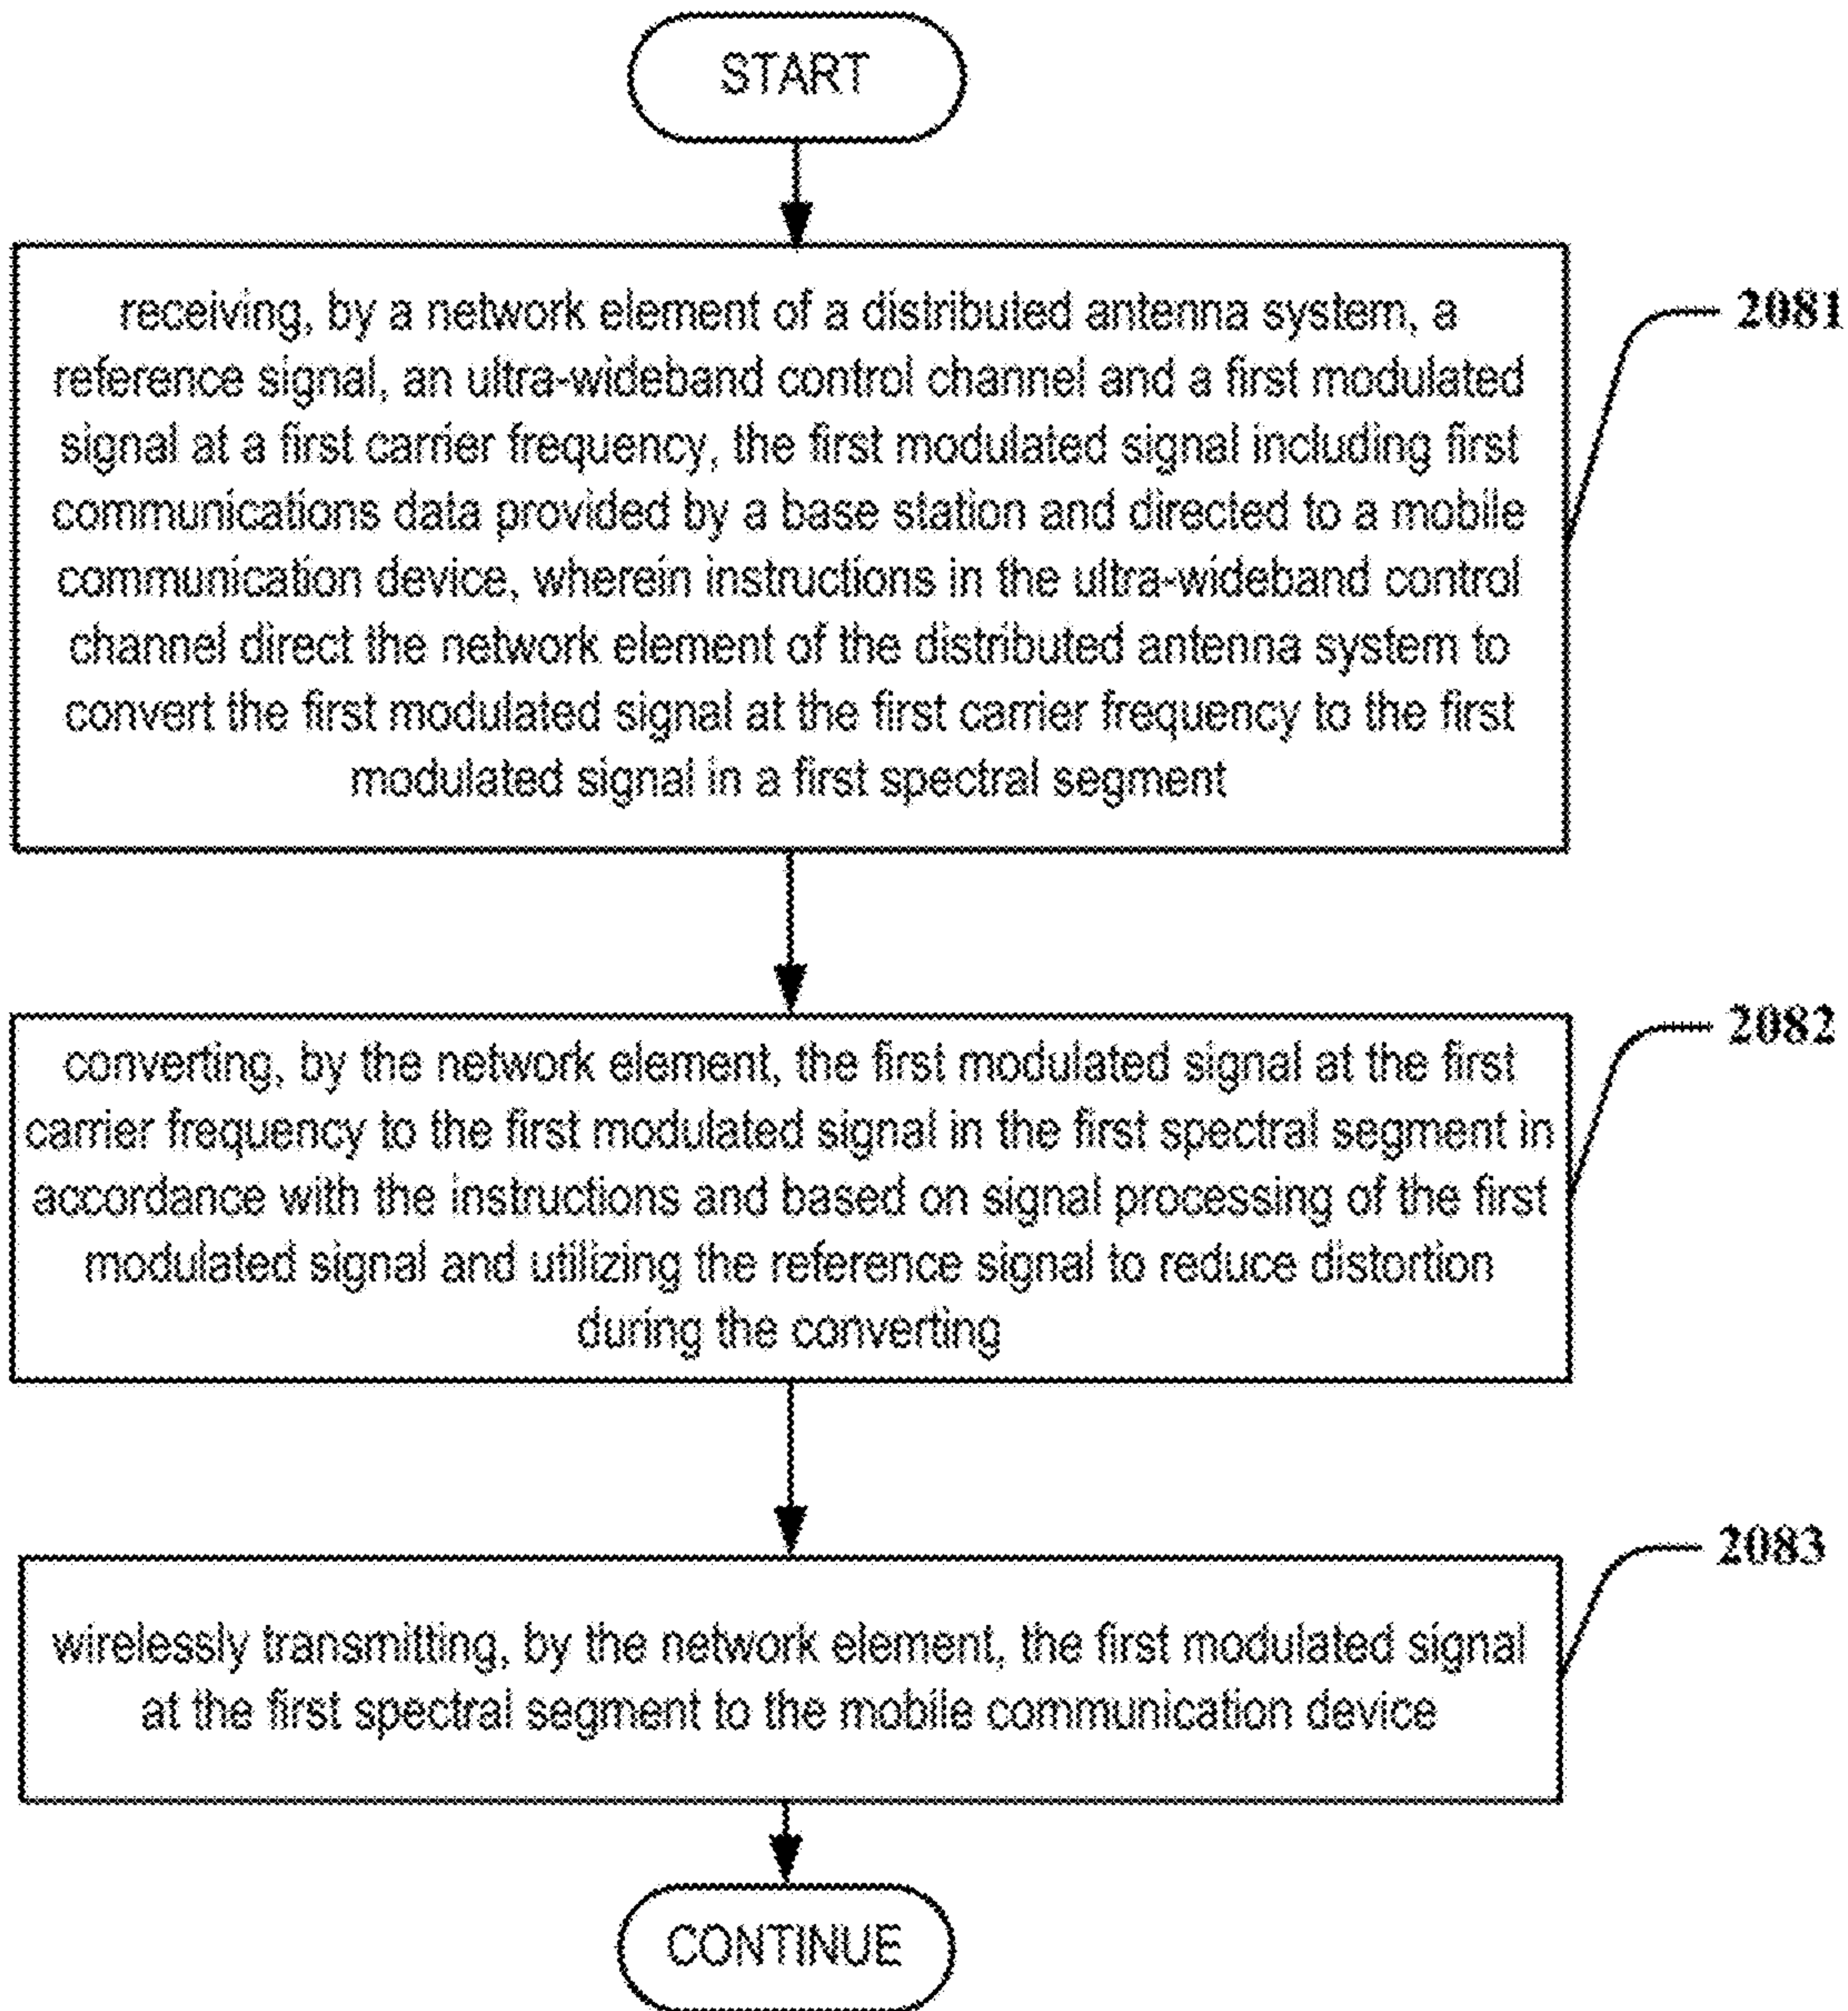 START
receiving, by a network element of a distributed antenna system, a
reference signal, an ultra-wideband control channel and a first modulated
signal at a first carrier frequency, the first modulated signal including first
communications data provided by a base station and directed to a mobile
communication device, wherein instructions in the ultra-wideband control
channel direct the network element of the distributed antenna system to
convert the first modulated signal at the first carrier frequency to the first
modulated signal in a first spectral segment
2081
converting, by the network element, the first modulated signal at the first
carrier frequency to the first modulated signal in the first spectral segment in
accordance with the instructions and based on signal processing of the first
modulated signal and utilizing the reference signal to reduce distortion
during the converting
2082
wirelessly transmitting, by the network element, the first modulated signal
at the first spectral segment to the mobile communication device
2083
CONTINUE